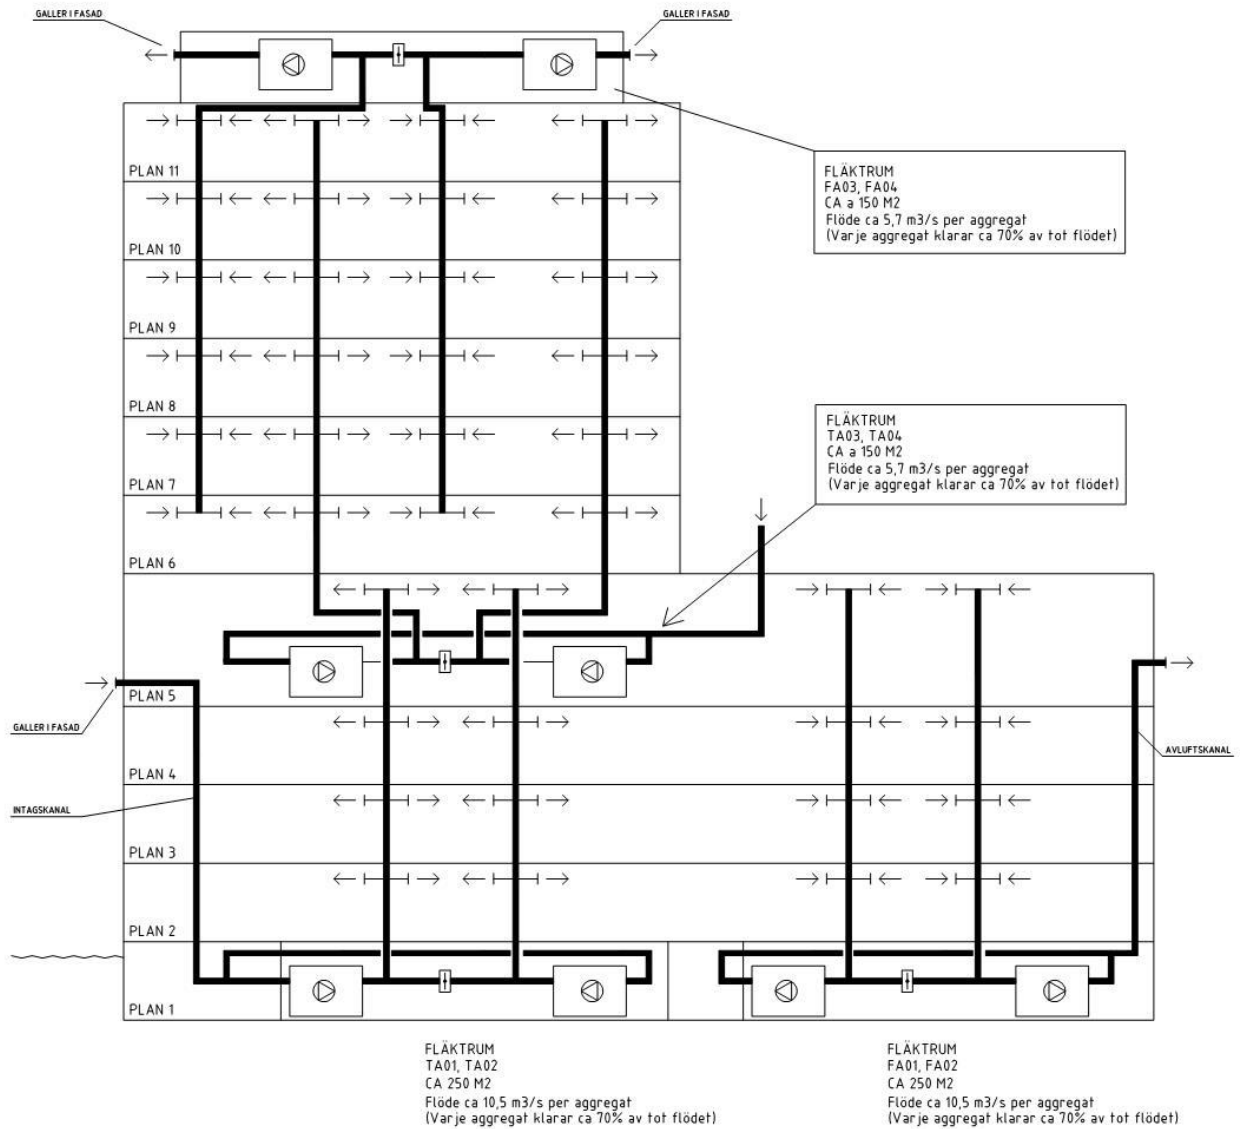 GALLER I FASAD
GALLER I FASAD
PLAN 11
FLÄKTRUM
FA03, FA04
CA a 150 M2
Flöde ca 5,7 m3/s per aggregat
(Varje aggregat klarar ca 70% av tot flödet)
PLAN 10
PLAN 9
PLAN 8
FLÄKTRUM
TA03, TA04
CA a 150 M2
Flöde ca 5,7 m3/s per aggregat
(Varje aggregat klarar ca 70% av tot flödet)
PLAN 7
PLAN 6
PLAN 5
GALLER I FASAD
AVLUFTSKANAL
PLAN 4
INTAGSKANAL
PLAN 3
PLAN 2
PLAN 1
FLÄKTRUM
TA01, TA02
CA 250 M2
Flöde ca 10,5 m3/s per aggregat
(Varje aggregat klarar ca 70% av tot flödet)
FLÄKTRUM
FA01, FA02
CA 250 M2
Flöde ca 10,5 m3/s per aggregat
(Varje aggregat klarar ca 70% av tot flödet)